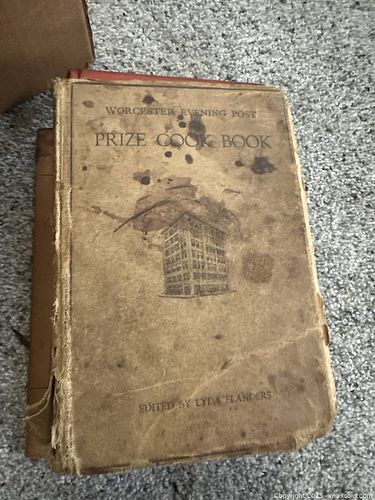 WORCESTER EVENING POST
PRIZE COOK BOOK
EDITED BY LYDA FLANDERS